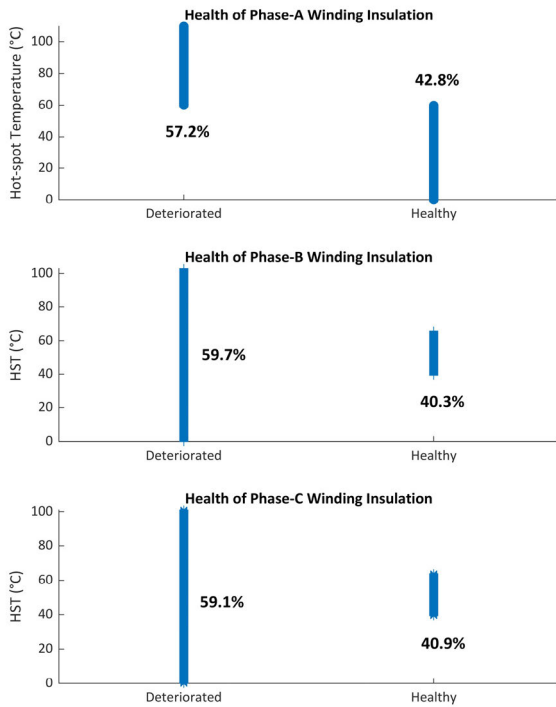 Health of Phase-A Winding Insulation
Hot-spot Temperature (°C)
100
80
60
40
20
0
57.2%
42.8%
Deteriorated
Healthy
Health of Phase-B Winding Insulation
HST (°C)
100
80
60
40
20
0
59.7%
40.3%
Deteriorated
Healthy
Health of Phase-C Winding Insulation
HST (°C)
100
80
60
40
20
0
59.1%
40.9%
Deteriorated
Healthy